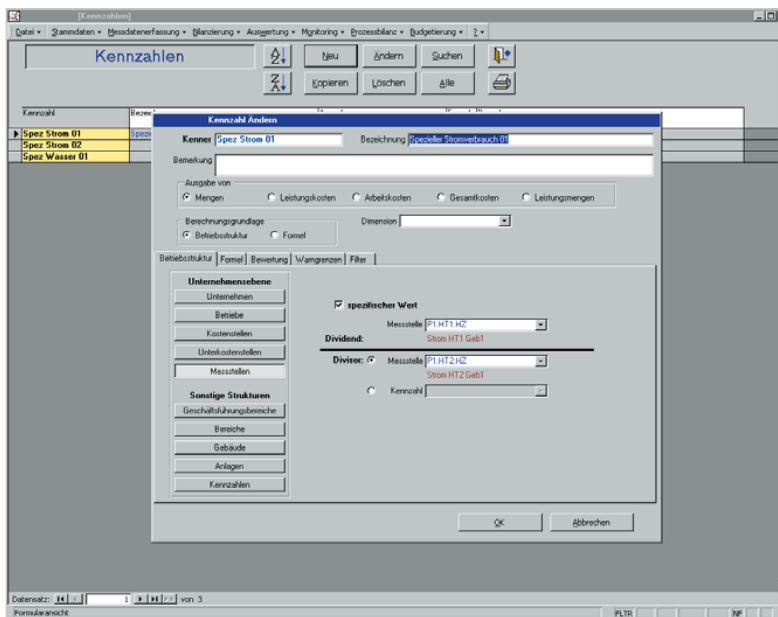 [Kennzahlen]
Datei Stammdaten Messdatenerfassung Bilanzierung Auswertung Monitoring Prozessbilanz Budgetierung ?
Kennzahlen
Neu Ändern Suchen
Kopieren Löschen Alle
Kennzahl
Spez Strom 01
Spez Strom 02
Spez Wasser 01
Kennzahl Ändern
Kenner Spez Strom 01 Bezeichnung Spezieller Stromverbrauch 01
Bemerkung
Ausgabe von
Mengen Leistungskosten Arbeitskosten Gesamtkosten Leistungsmengen
Berechnungsgrundlage Dimension
Betriebsstruktur Formel
Betriebsstruktur Formel Bewertung Warngrenzen Filter
Unternehmensebene
Unternehmen
Betriebe
Kostenstellen
Unterkostenstellen
Messstellen
Sonstige Strukturen
Geschäftsführungsbereiche
Bereiche
Gebäude
Anlagen
Kennzahlen
spezifischer Wert
Messstelle P1.HT1.HZ
Dividend: Strom HT1 Geb1
Divisor: Messstelle P1.HT2.HZ
Strom HT2 Geb1
Kennzahl
OK Abbrechen
Datensatz: 1 von 3
Formularansicht FLTR NF